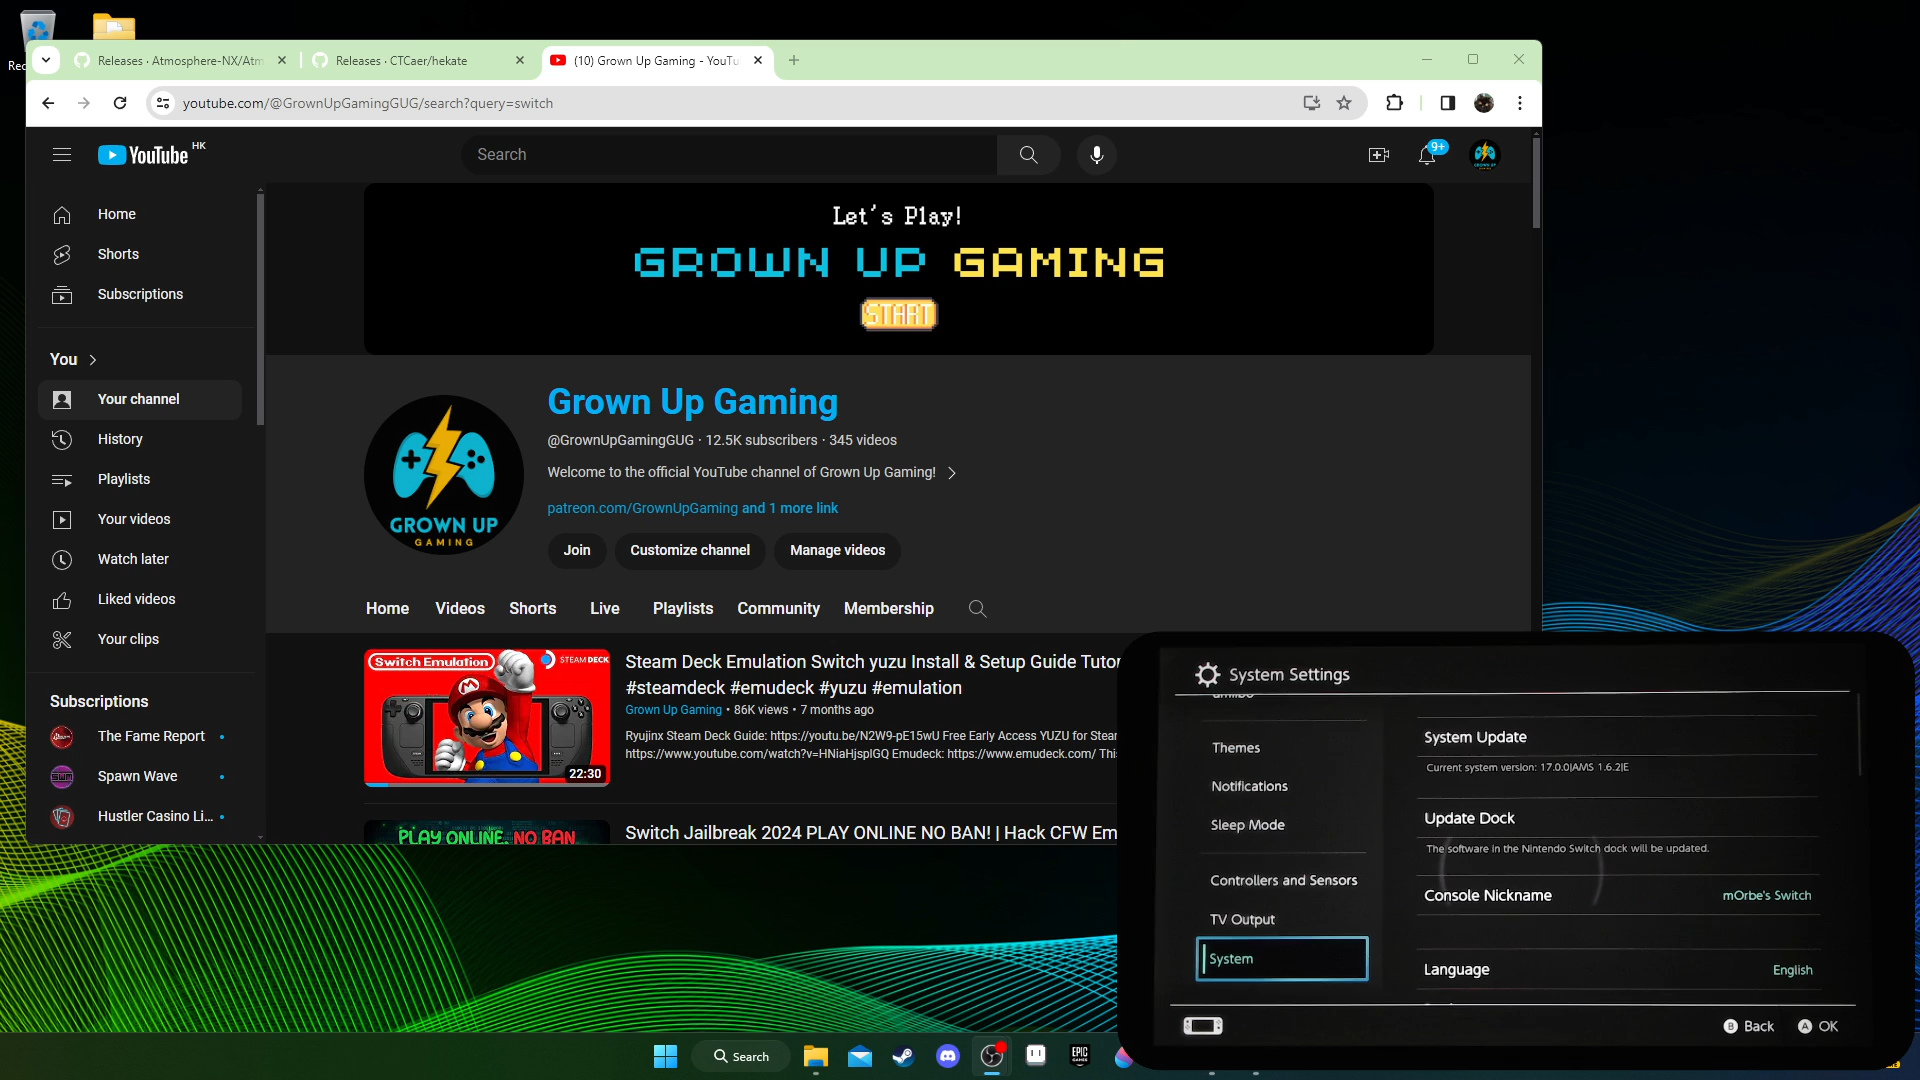 Rec
Releases · Atmosphere-NX/Atm
Releases · CTCaer/hekate
(10) Grown Up Gaming - YouTu
youtube.com/@GrownUpGamingGUG/search?query=switch
YouTube HK
Search
9+
Home
Shorts
Subscriptions
You
Your channel
History
Playlists
Your videos
Watch later
Liked videos
Your clips
Subscriptions
The Fame Report
Spawn Wave
Hustler Casino Li...
Let's Play!
GROWN UP GAMING
START
GROWN UP
GAMING
Grown Up Gaming
@GrownUpGamingGUG · 12.5K subscribers · 345 videos
Welcome to the official YouTube channel of Grown Up Gaming!
patreon.com/GrownUpGaming and 1 more link
Join
Customize channel
Manage videos
Home
Videos
Shorts
Live
Playlists
Community
Membership
Switch Emulation
STEAM DECK
22:30
Steam Deck Emulation Switch yuzu Install & Setup Guide Tutor
#steamdeck #emudeck #yuzu #emulation
Grown Up Gaming • 86K views • 7 months ago
Ryujinx Steam Deck Guide: https://youtu.be/N2W9-pE15wU Free Early Access YUZU for Stear
https://www.youtube.com/watch?v=HNiaHjspIGQ Emudeck: https://www.emudeck.com/ This
PLAY ONLINE, NO BAN
Switch Jailbreak 2024 PLAY ONLINE NO BAN! | Hack CFW Em
System Settings
amiibo
Themes
Notifications
Sleep Mode
Controllers and Sensors
TV Output
System
System Update
Current system version: 17.0.0|AMS 1.6.2|E
Update Dock
The software in the Nintendo Switch dock will be updated.
Console Nickname
mOrbe's Switch
Language
English
B Back
A OK
Search
EPIC
GAMES